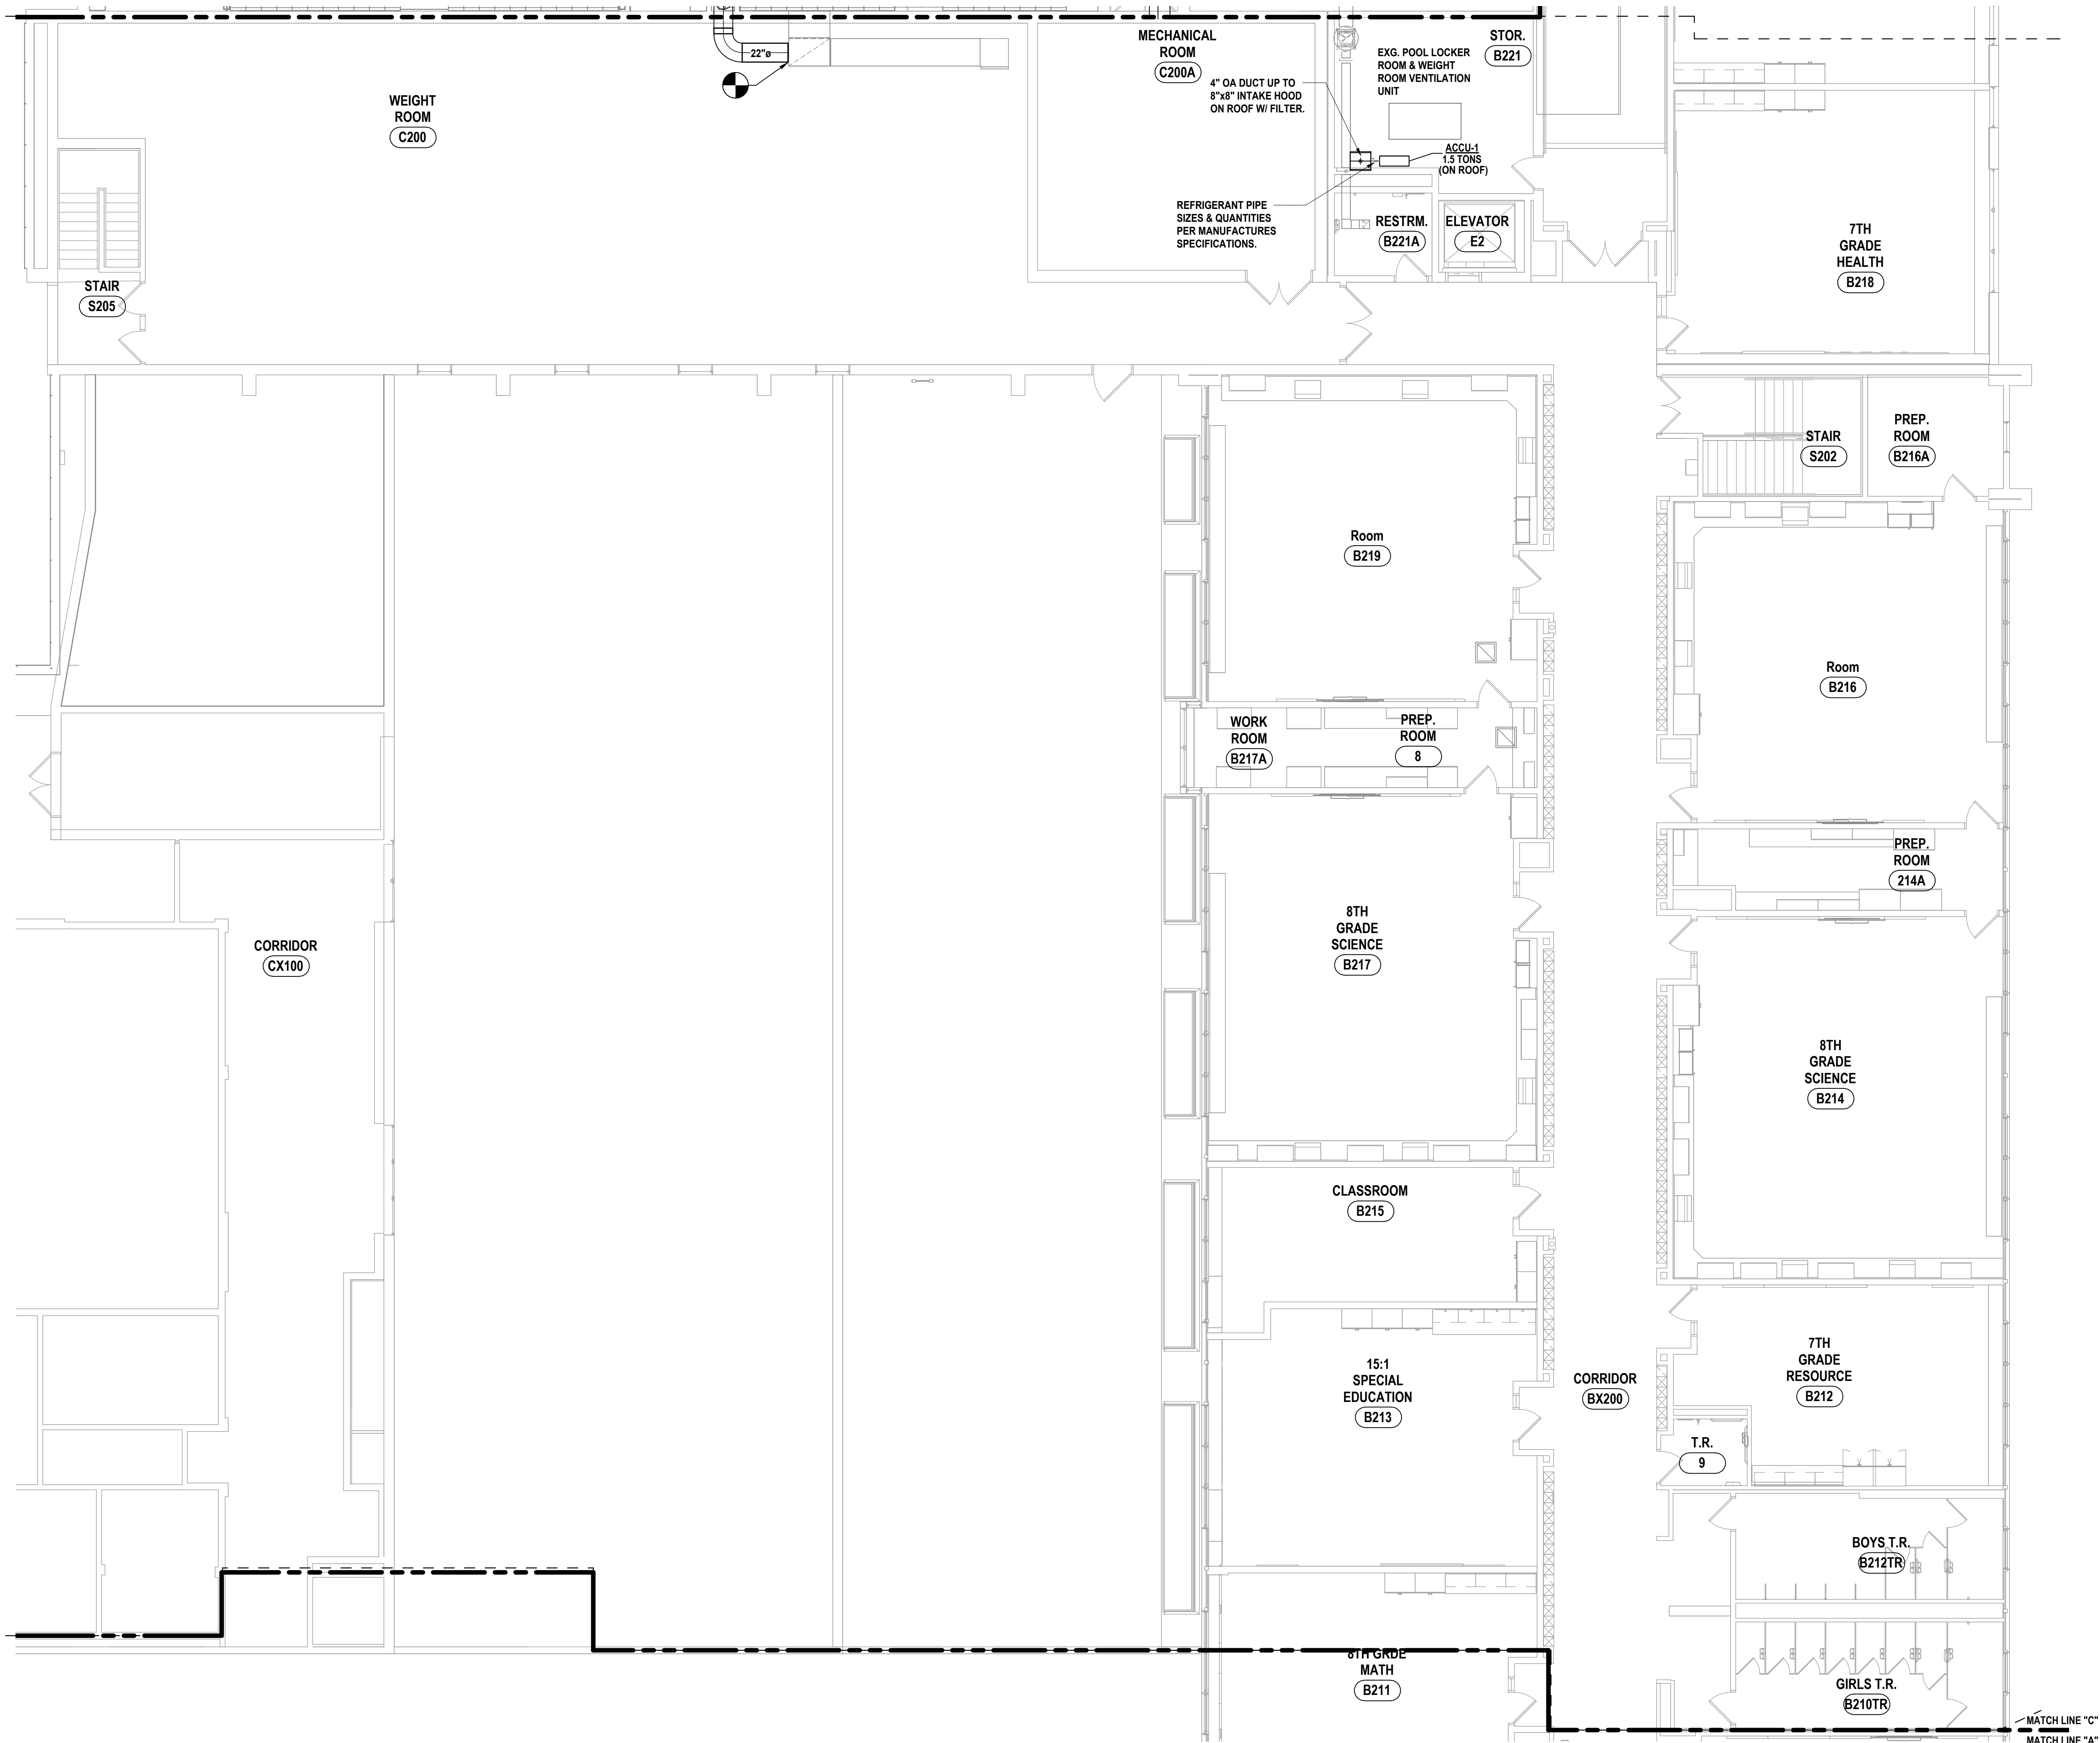 22"ø
MECHANICAL
ROOM
C200A
EXG. POOL LOCKER
ROOM & WEIGHT
ROOM VENTILATION
UNIT
STOR.
B221
4" OA DUCT UP TO
8"x8" INTAKE HOOD
ON ROOF W/ FILTER.
WEIGHT
ROOM
C200
ACCU-1
1.5 TONS
(ON ROOF)
REFRIGERANT PIPE
SIZES & QUANTITIES
PER MANUFACTURES
SPECIFICATIONS.
RESTRM.
B221A
ELEVATOR
E2
7TH
GRADE
HEALTH
B218
STAIR
S205
STAIR
S202
PREP.
ROOM
B216A
Room
B219
Room
B216
WORK
ROOM
B217A
PREP.
ROOM
8
PREP.
ROOM
214A
8TH
GRADE
SCIENCE
B217
CORRIDOR
CX100
8TH
GRADE
SCIENCE
B214
CLASSROOM
B215
15:1
SPECIAL
EDUCATION
B213
CORRIDOR
BX200
7TH
GRADE
RESOURCE
B212
T.R.
9
BOYS T.R.
B212TR
8TH GRDE
MATH
B211
GIRLS T.R.
B210TR
MATCH LINE "C"
MATCH LINE "A"